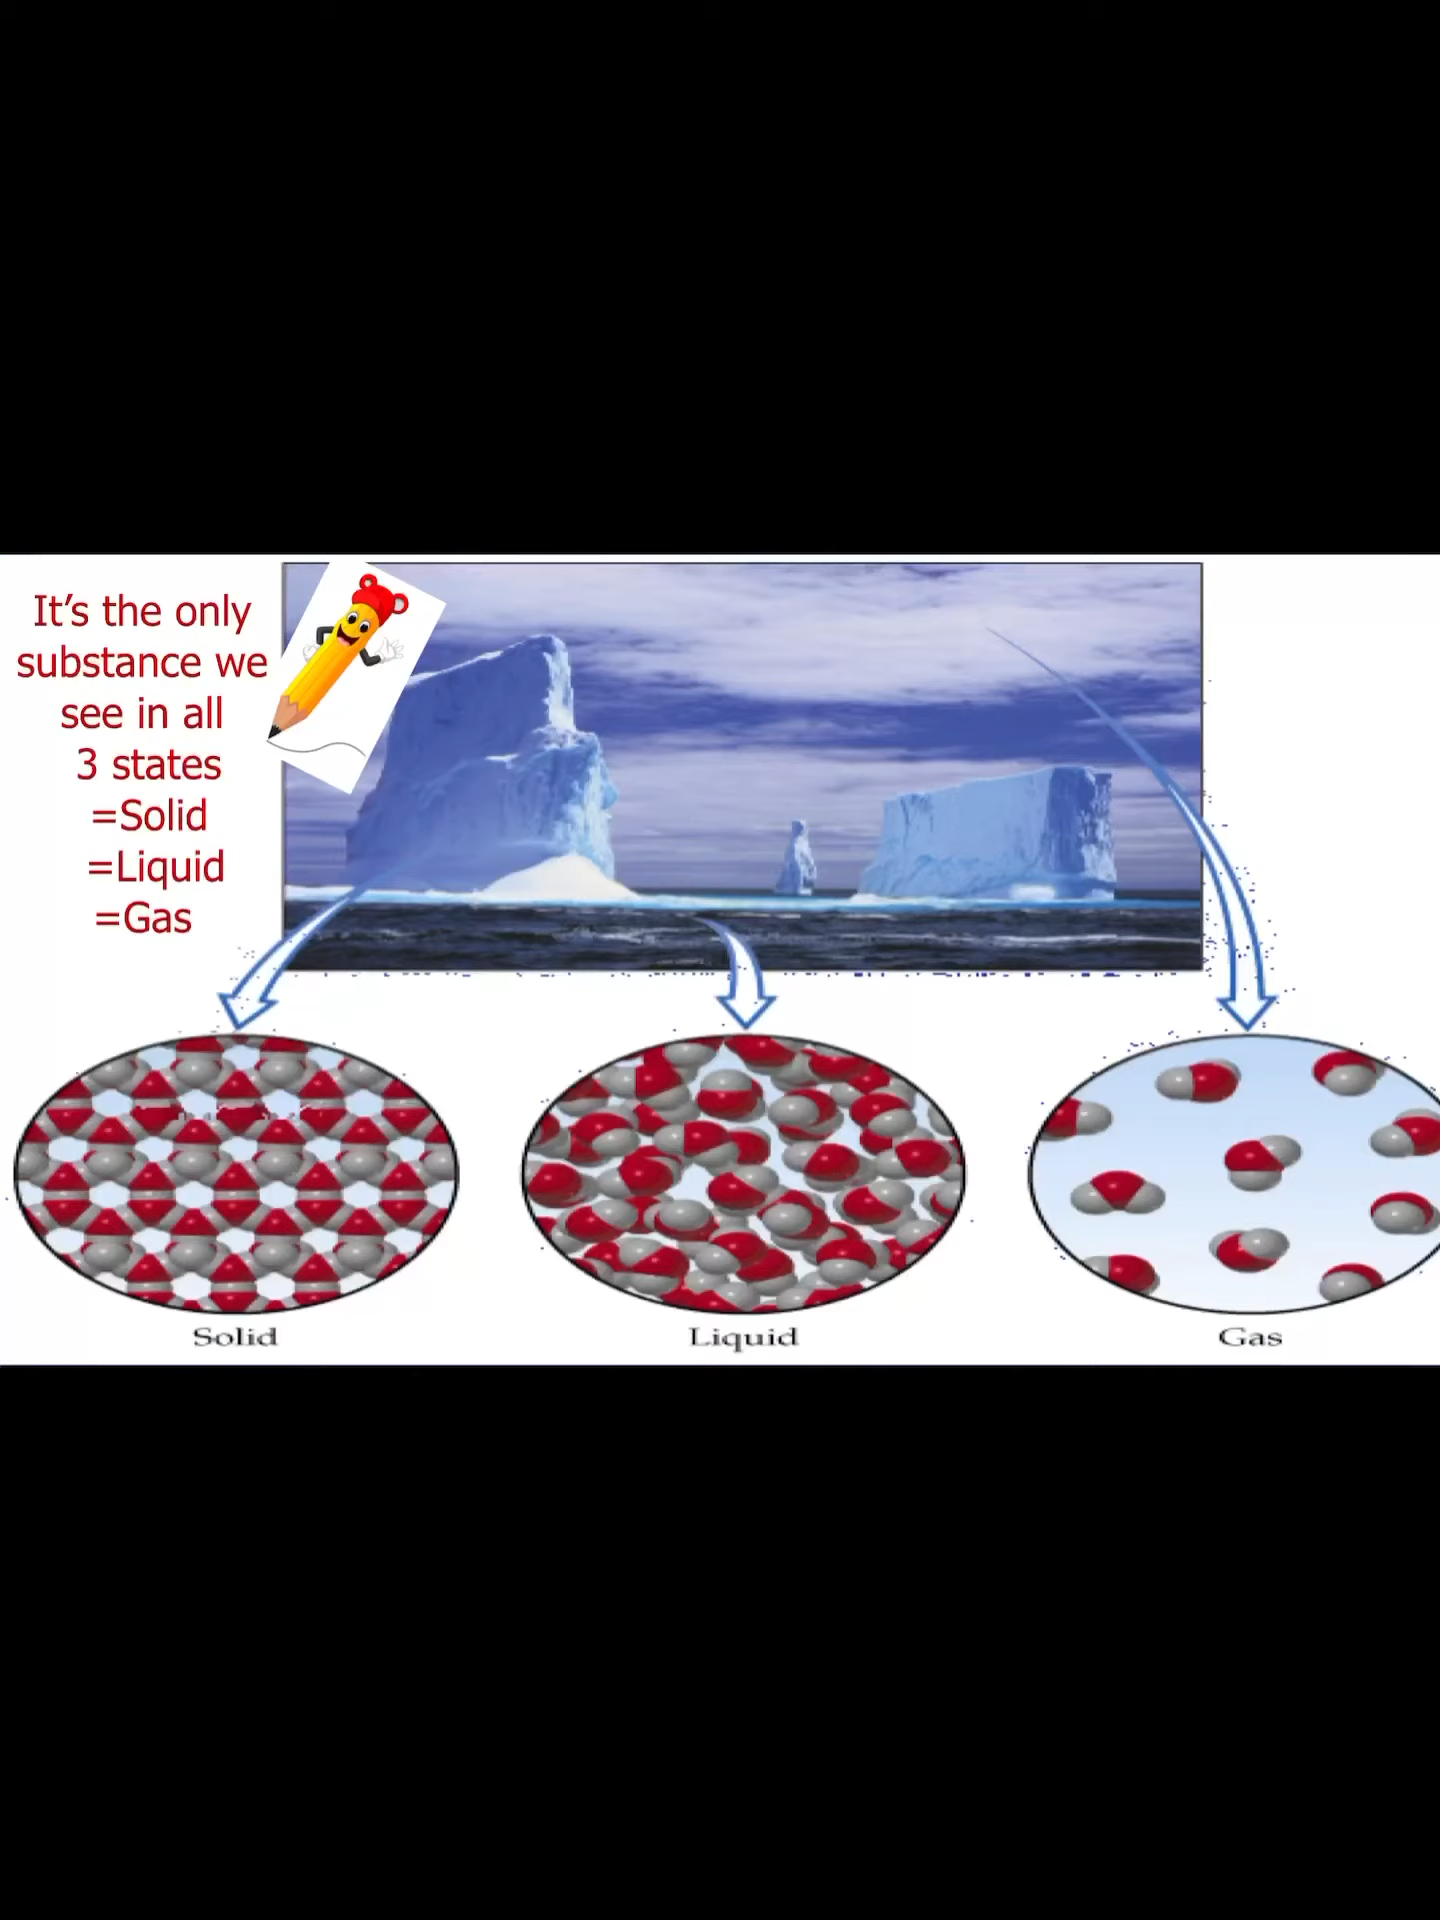 It’s the only
substance we
see in all
3 states
=Solid
=Liquid
=Gas
Solid
Liquid
Gas